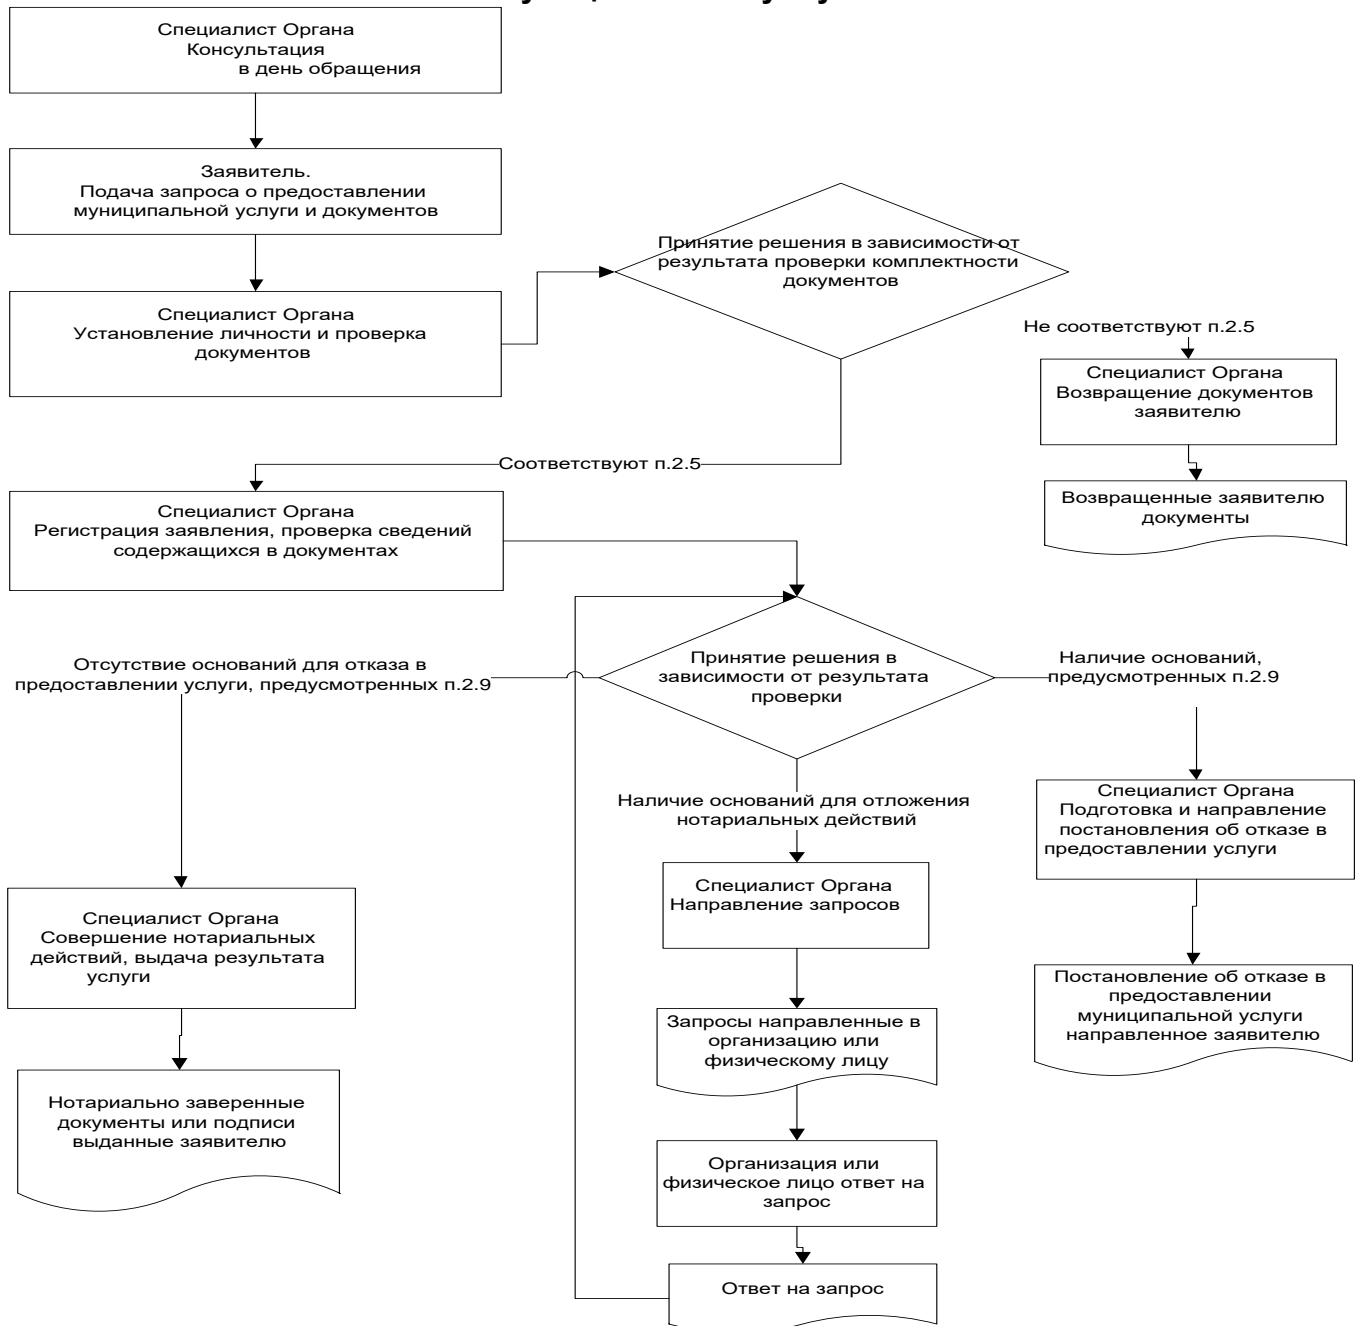 Специалист Органа
Консультация
в день обращения
Заявитель.
Подача запроса о предоставлении
муниципальной услуги и документов
Специалист Органа
Установление личности и проверка
документов
Принятие решения в зависимости от
результата проверки комплектности
документов
Не соответствуют п.2.5
Специалист Органа
Возвращение документов
заявителю
Возвращенные заявителю
документы
Соответствуют п.2.5
Специалист Органа
Регистрация заявления, проверка сведений
содержащихся в документах
Принятие решения в
зависимости от результата
проверки
Отсутствие оснований для отказа в
предоставлении услуги, предусмотренных п.2.9
Наличие оснований,
предусмотренных п.2.9
Наличие оснований для отложения
нотариальных действий
Специалист Органа
Подготовка и направление
постановления об отказе в
предоставлении услуги
Специалист Органа
Направление запросов
Специалист Органа
Совершение нотариальных
действий, выдача результата
услуги
Постановление об отказе в
предоставлении
муниципальной услуги
направленное заявителю
Запросы направленные в
организацию или
физическому лицу
Нотариально заверенные
документы или подписи
выданные заявителю
Организация или
физическое лицо ответ на
запрос
Ответ на запрос